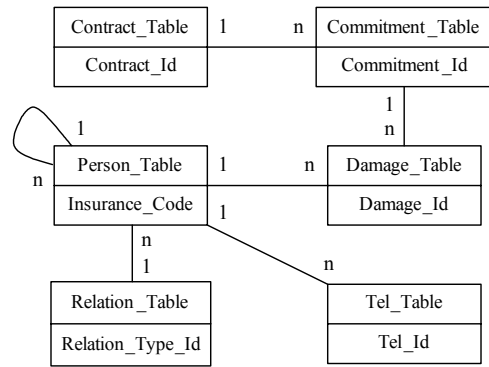 Contract_Table 1 n Commitment_Table
Contract_Id Commitment_Id
1
n
1
Person_Table 1 n Damage_Table
n
Insurance_Code 1 Damage_Id
n
1 n
Relation_Table Tel_Table
Relation_Type_Id Tel_Id